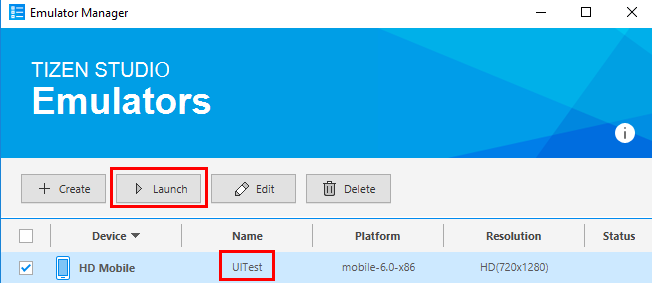 Emulator Manager
TIZEN STUDIO
Emulators
Create Launch Edit Delete
Device Name Platform Resolution Status
HD Mobile UITest mobile-6.0-x86 HD(720x1280)